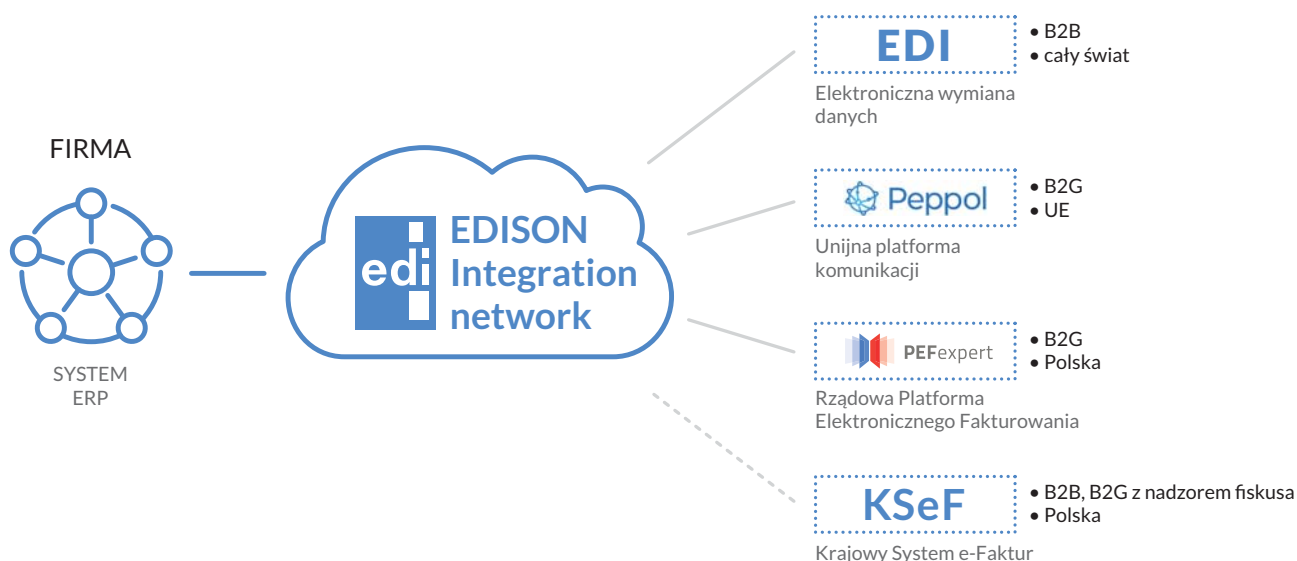 FIRMA
SYSTEM
ERP
edi
EDISON
Integration
network
EDI
• B2B
• cały świat
Elektroniczna wymiana
danych
Peppol
• B2G
• UE
Unijna platforma
komunikacji
PEFexpert
• B2G
• Polska
Rządowa Platforma
Elektronicznego Fakturowania
KSeF
• B2B, B2G z nadzorem fiskusa
• Polska
Krajowy System e-Faktur